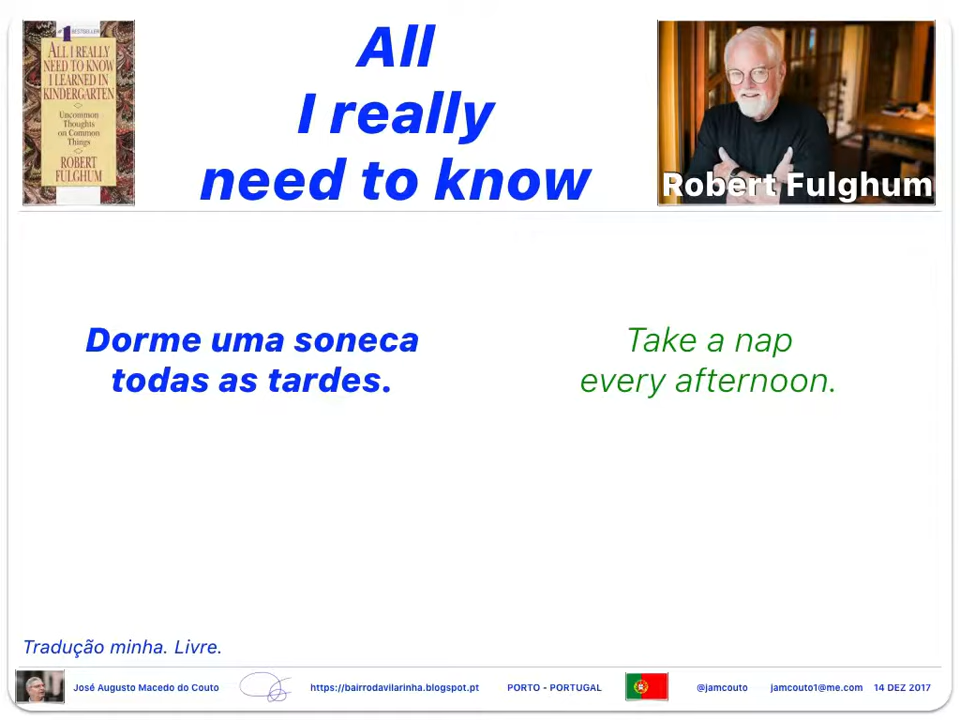 #1 BESTSELLER
ALL I REALLY
NEED TO KNOW
I LEARNED IN
KINDERGARTEN
Uncommon
Thoughts
on Common
Things
ROBERT
FULGHUM
All
I really
need to know
Robert Fulghum
Dorme uma soneca
todas as tardes.
Take a nap
every afternoon.
Tradução minha. Livre.
José Augusto Macedo do Couto
https://bairrodavilarinha.blogspot.pt
PORTO - PORTUGAL
@jamcouto
jamcouto1@me.com
14 DEZ 2017